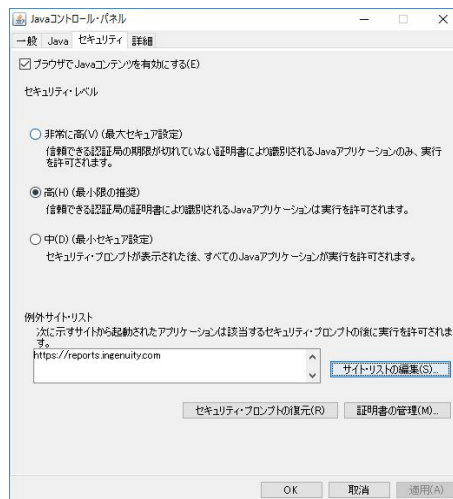 Javaコントロール・パネル
一般 Java セキュリティ 詳細
ブラウザでJavaコンテンツを有効にする(E)
セキュリティ・レベル
非常に高(V) (最大セキュア設定)
信頼できる認証局の期限が切れていない証明書により識別されるJavaアプリケーションのみ、実行
を許可されます。
高(H) (最小限の推奨)
信頼できる認証局の証明書により識別されるJavaアプリケーションは実行を許可されます。
中(D) (最小セキュア設定)
セキュリティ・プロンプトが表示された後、すべてのJavaアプリケーションが実行を許可されます。
例外サイト・リスト
次に示すサイトから起動されたアプリケーションは該当するセキュリティ・プロンプトの後に実行を許可されま
す。
https://reports.ingenuity.com
サイト・リストの編集(S)...
セキュリティ・プロンプトの復元(R) 証明書の管理(M)...
OK 取消 適用(A)